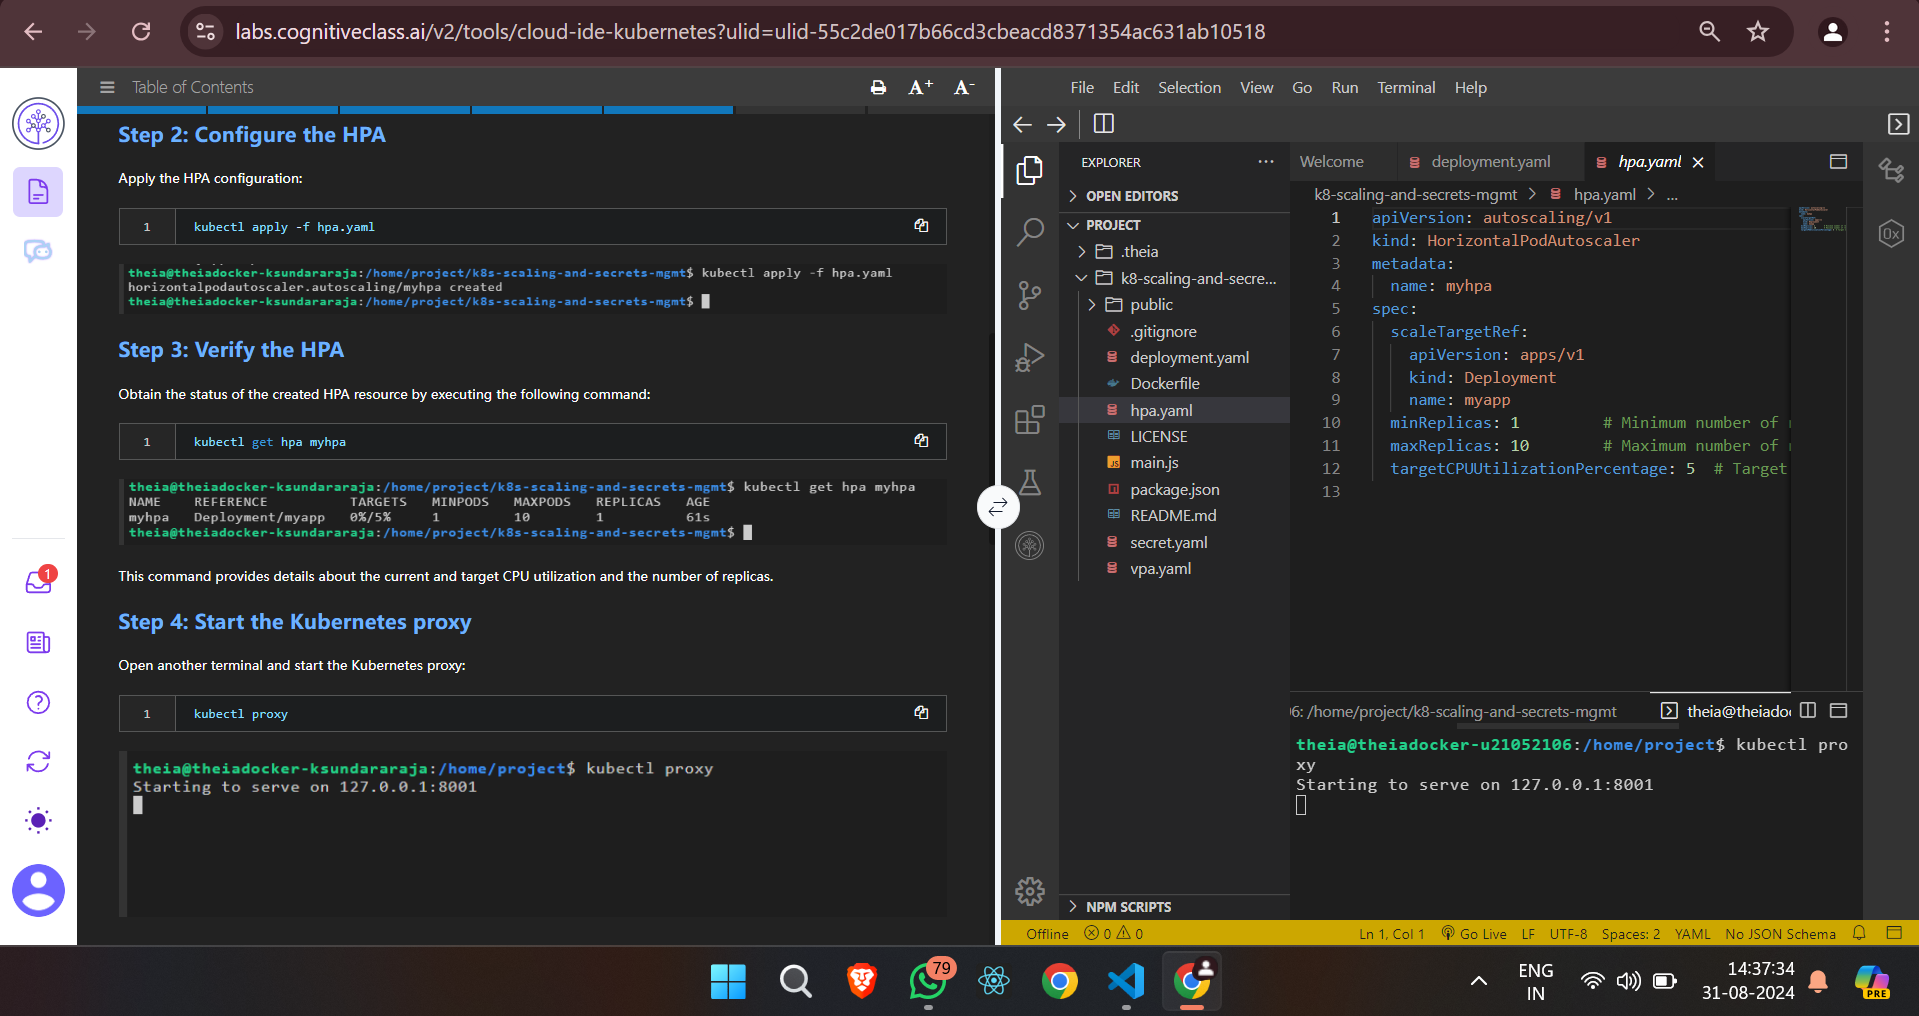 labs.cognitiveclass.ai/v2/tools/cloud-ide-kubernetes?ulid=ulid-55c2de017b66cd3cbeacd8371354ac631ab10518
Table of Contents
A+ A-
Step 2: Configure the HPA
Apply the HPA configuration:
1 kubectl apply -f hpa.yaml
theia@theiadocker-ksundararaja:/home/project/k8s-scaling-and-secrets-mgmt$ kubectl apply -f hpa.yaml
horizontalpodautoscaler.autoscaling/myhpa created
theia@theiadocker-ksundararaja:/home/project/k8s-scaling-and-secrets-mgmt$
Step 3: Verify the HPA
Obtain the status of the created HPA resource by executing the following command:
1 kubectl get hpa myhpa
theia@theiadocker-ksundararaja:/home/project/k8s-scaling-and-secrets-mgmt$ kubectl get hpa myhpa
NAME REFERENCE TARGETS MINPODS MAXPODS REPLICAS AGE
myhpa Deployment/myapp 0%/5% 1 10 1 61s
theia@theiadocker-ksundararaja:/home/project/k8s-scaling-and-secrets-mgmt$
This command provides details about the current and target CPU utilization and the number of replicas.
Step 4: Start the Kubernetes proxy
Open another terminal and start the Kubernetes proxy:
1 kubectl proxy
theia@theiadocker-ksundararaja:/home/project$ kubectl proxy
Starting to serve on 127.0.0.1:8001
1
File Edit Selection View Go Run Terminal Help
EXPLORER ...
OPEN EDITORS
PROJECT
.theia
k8-scaling-and-secre...
public
.gitignore
deployment.yaml
Dockerfile
hpa.yaml
LICENSE
JS main.js
package.json
README.md
secret.yaml
vpa.yaml
NPM SCRIPTS
Welcome deployment.yaml hpa.yaml
k8-scaling-and-secrets-mgmt > hpa.yaml > ...
1 apiVersion: autoscaling/v1
2 kind: HorizontalPodAutoscaler
3 metadata:
4 name: myhpa
5 spec:
6 scaleTargetRef:
7 apiVersion: apps/v1
8 kind: Deployment
9 name: myapp
10 minReplicas: 1 # Minimum number of
11 maxReplicas: 10 # Maximum number of
12 targetCPUUtilizationPercentage: 5 # Target
13
0x
06: /home/project/k8-scaling-and-secrets-mgmt theia@theiado
theia@theiadocker-u21052106:/home/project$ kubectl pro
xy
Starting to serve on 127.0.0.1:8001
Offline 0 0 Ln 1, Col 1 Go Live LF UTF-8 Spaces: 2 YAML No JSON Schema
79
ENG
IN
14:37:34
31-08-2024
PRE